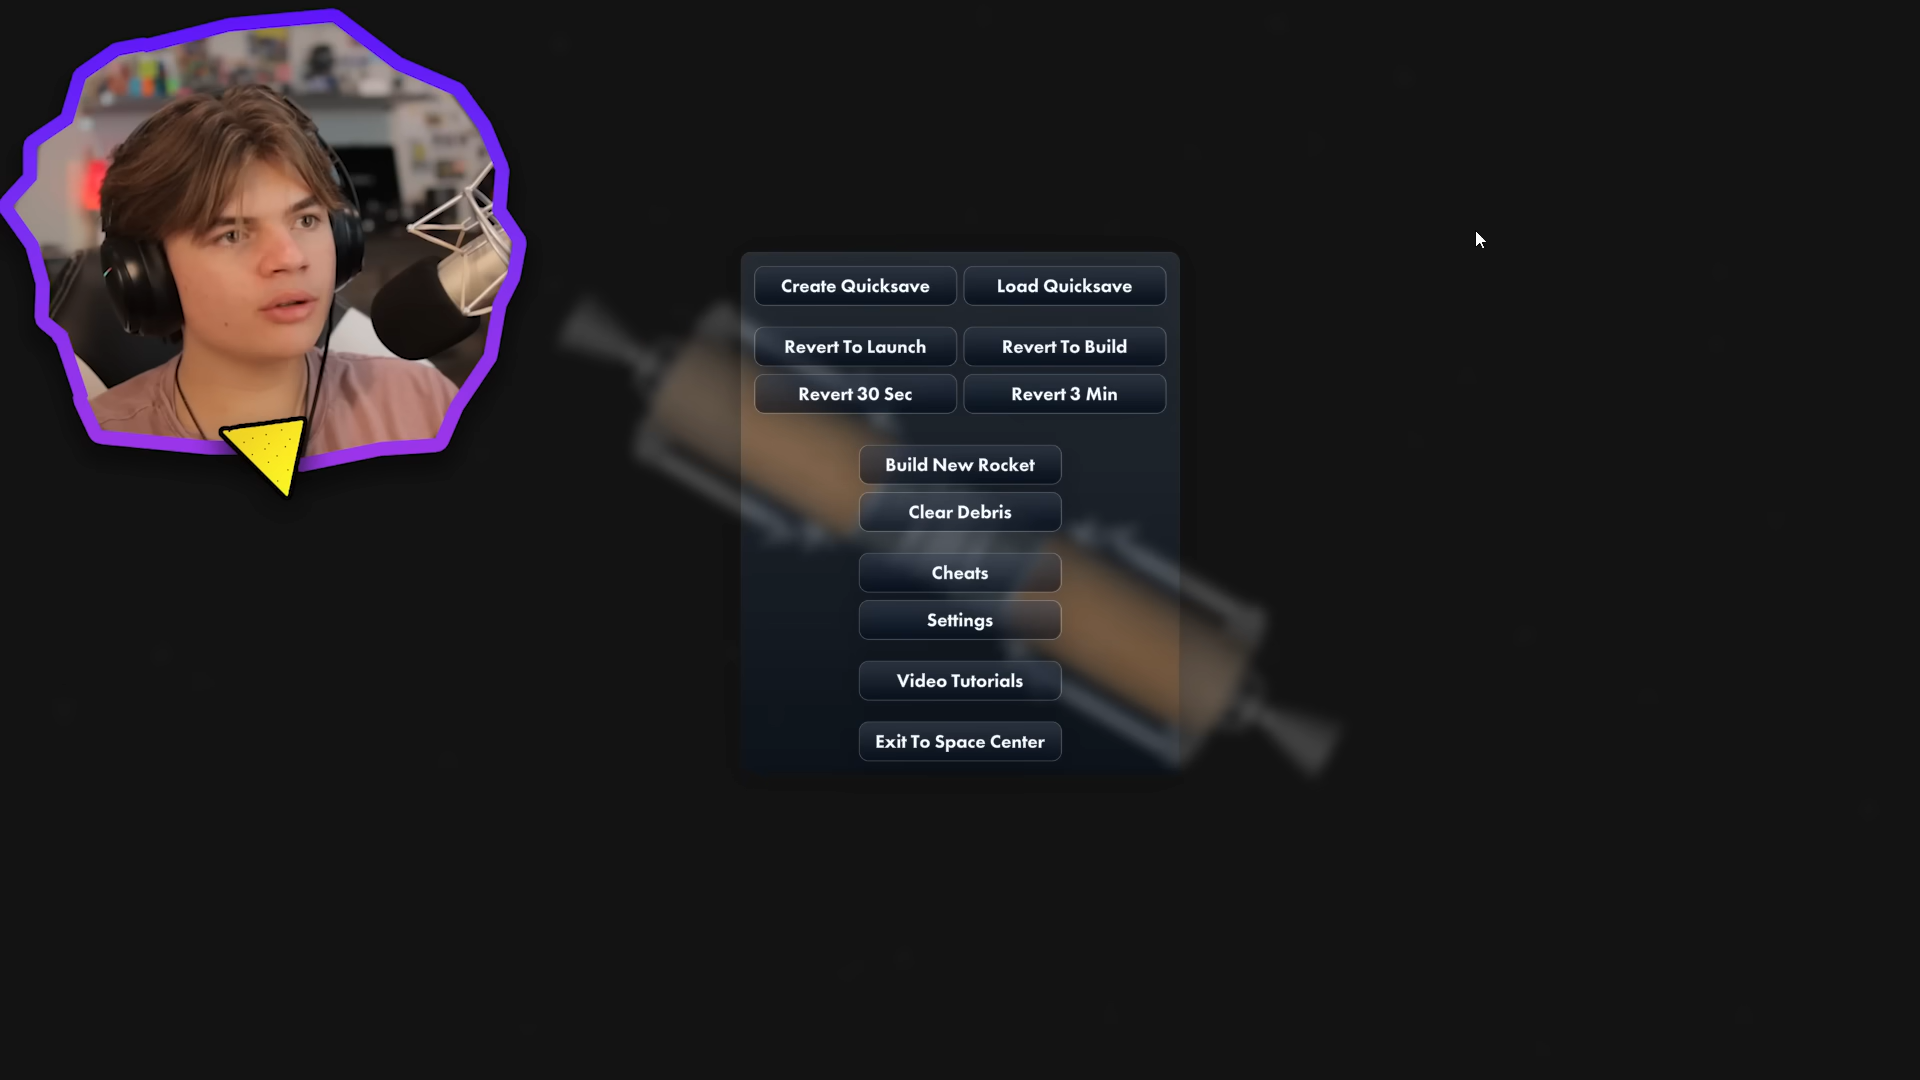 Create Quicksave
Load Quicksave
Revert To Launch
Revert To Build
Revert 30 Sec
Revert 3 Min
Build New Rocket
Clear Debris
Cheats
Settings
Video Tutorials
Exit To Space Center